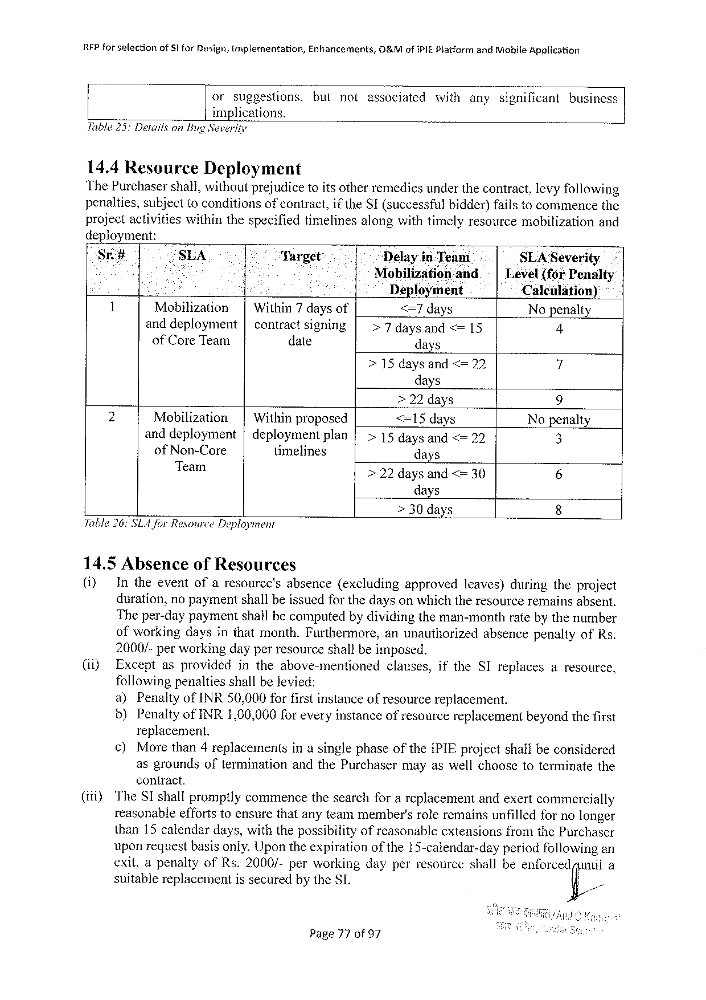 RFP for selection of SI for Design, Implementation, Enhancements, O&M of iPIE Platform and Mobile Application
or suggestions, but not associated with any significant business
implications.
Table 25: Details on Bug Severity
14.4 Resource Deployment
The Purchaser shall, without prejudice to its other remedies under the contract, levy following
penalties, subject to conditions of contract, if the SI (successful bidder) fails to commence the
project activities within the specified timelines along with timely resource mobilization and
deployment:
Sr. # SLA Target Delay in Team SLA Severity
Mobilization and Level (for Penalty
Deployment Calculation)
1 Mobilization Within 7 days of <=7 days No penalty
and deployment contract signing > 7 days and <= 15 4
of Core Team date days
> 15 days and <= 22 7
days
> 22 days 9
2 Mobilization Within proposed <=15 days No penalty
and deployment deployment plan > 15 days and <= 22 3
of Non-Core timelines days
Team
> 22 days and <= 30 6
days
> 30 days 8
Table 26: SLA for Resource Deployment
14.5 Absence of Resources
(i) In the event of a resource's absence (excluding approved leaves) during the project
duration, no payment shall be issued for the days on which the resource remains absent.
The per-day payment shall be computed by dividing the man-month rate by the number
of working days in that month. Furthermore, an unauthorized absence penalty of Rs.
2000/- per working day per resource shall be imposed.
(ii) Except as provided in the above-mentioned clauses, if the SI replaces a resource,
following penalties shall be levied:
a) Penalty of INR 50,000 for first instance of resource replacement.
b) Penalty of INR 1,00,000 for every instance of resource replacement beyond the first
replacement.
c) More than 4 replacements in a single phase of the iPIE project shall be considered
as grounds of termination and the Purchaser may as well choose to terminate the
contract.
(iii) The SI shall promptly commence the search for a replacement and exert commercially
reasonable efforts to ensure that any team member's role remains unfilled for no longer
than 15 calendar days, with the possibility of reasonable extensions from the Purchaser
upon request basis only. Upon the expiration of the 15-calendar-day period following an
exit, a penalty of Rs. 2000/- per working day per resource shall be enforced until a
suitable replacement is secured by the SI.
/Anil C
/Under
Page 77 of 97